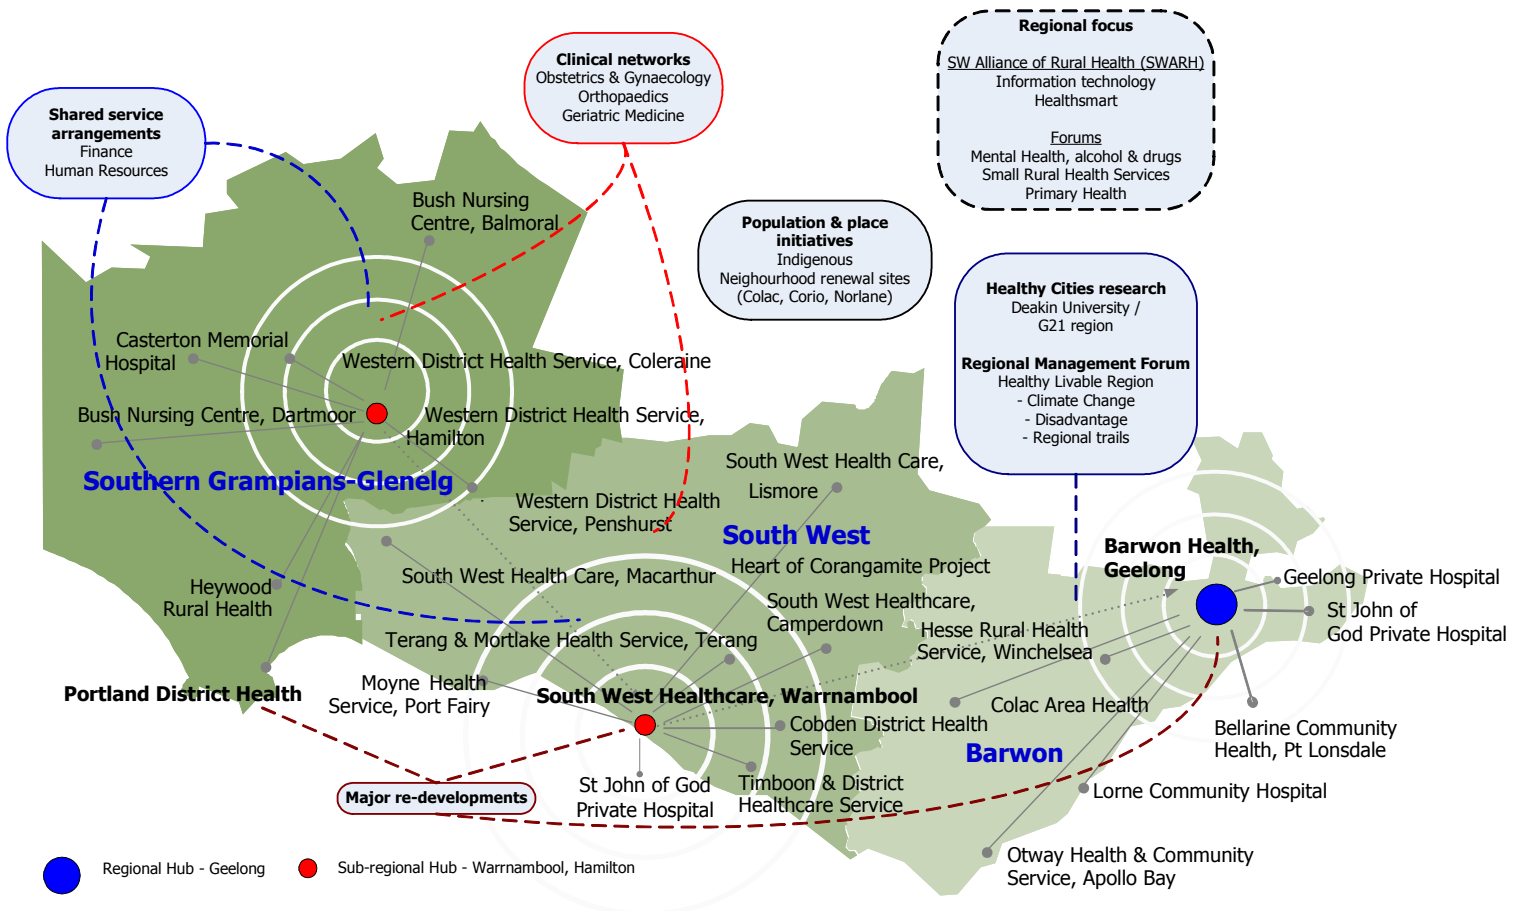 Regional focus
SW Alliance of Rural Health (SWARH)
Information technology
Healthsmart
Forums
Mental Health, alcohol & drugs
Small Rural Health Services
Primary Health
Clinical networks
Obstetrics & Gynaecology
Orthopaedics
Geriatric Medicine
Shared service
arrangements
Finance
Human Resources
Population & place
initiatives
Indigenous
Neighourhood renewal sites
(Colac, Corio, Norlane)
Healthy Cities research
Deakin University /
G21 region
Regional Management Forum
Healthy Livable Region
- Climate Change
- Disadvantage
- Regional trails
Bush Nursing
Centre, Balmoral
Casterton Memorial
Hospital
Western District Health Service, Coleraine
Bush Nursing Centre, Dartmoor
Western District Health Service,
Hamilton
Southern Grampians-Glenelg
Western District Health
Service, Penshurst
South West Health Care,
Lismore
South West
Heart of Corangamite Project
South West Health Care, Macarthur
Heywood
Rural Health
South West Healthcare,
Camperdown
Terang & Mortlake Health Service, Terang
Portland District Health
Moyne Health
Service, Port Fairy
South West Healthcare, Warrnambool
Cobden District Health
Service
St John of God
Private Hospital
Timboon & District
Healthcare Service
Major re-developments
Barwon Health,
Geelong
Geelong Private Hospital
St John of
God Private Hospital
Hesse Rural Health
Service, Winchelsea
Colac Area Health
Barwon
Bellarine Community
Health, Pt Lonsdale
Lorne Community Hospital
Otway Health & Community
Service, Apollo Bay
Regional Hub - Geelong
Sub-regional Hub - Warrnambool, Hamilton